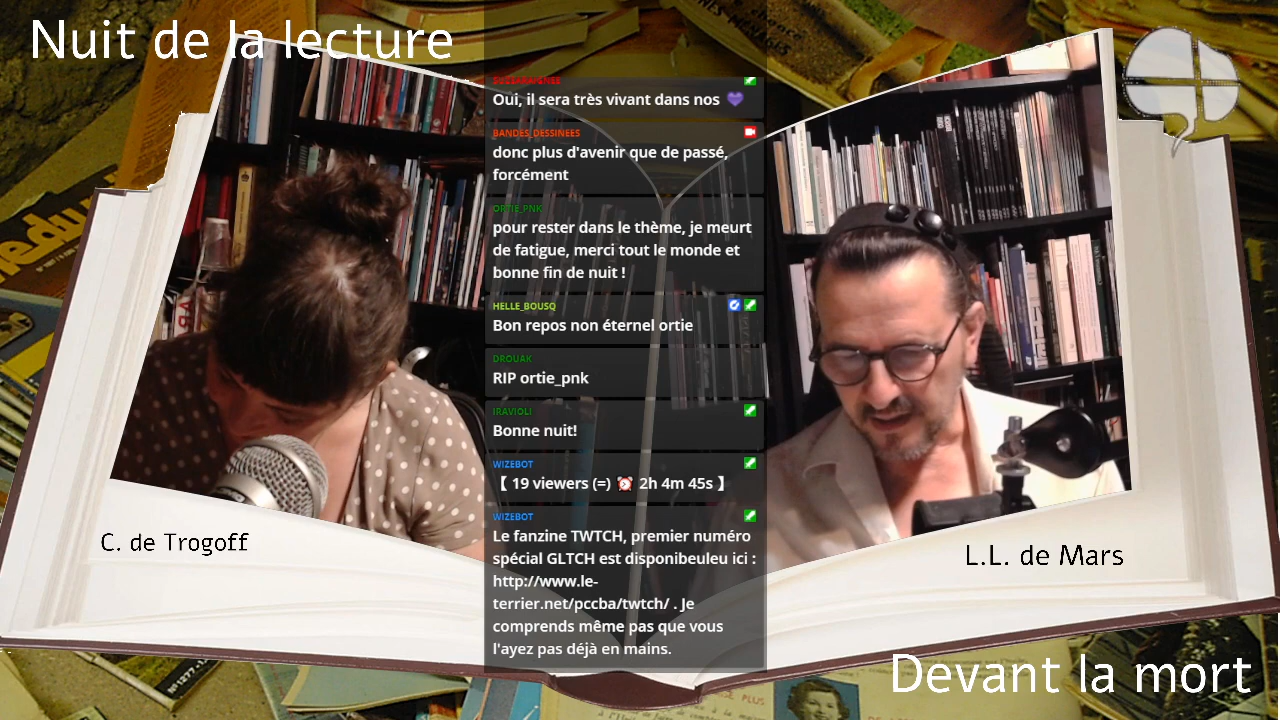 Nuit de la lecture
Oui, il sera très vivant dans nos 💜
BANDES_DESSINEES
donc plus d'avenir que de passé,
forcément
ORTIE_PNK
pour rester dans le thème, je meurt
de fatigue, merci tout le monde et
bonne fin de nuit !
HELLE_BOUSQ
Bon repos non éternel ortie
DROUAK
RIP ortie_pnk
IRAVIOLI
Bonne nuit!
WIZEBOT
【 19 viewers (=) ⏰ 2h 4m 45s 】
WIZEBOT
Le fanzine TWTCH, premier numéro
spécial GLTCH est disponibeuleu ici :
http://www.le-
terrier.net/pccba/twtch/ . Je
comprends même pas que vous
l'ayez pas déjà en mains.
C. de Trogoff
L.L. de Mars
Devant la mort